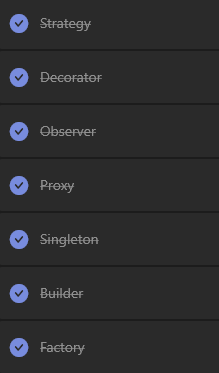 Strategy
Decorator
Observer
Proxy
Singleton
Builder
Factory